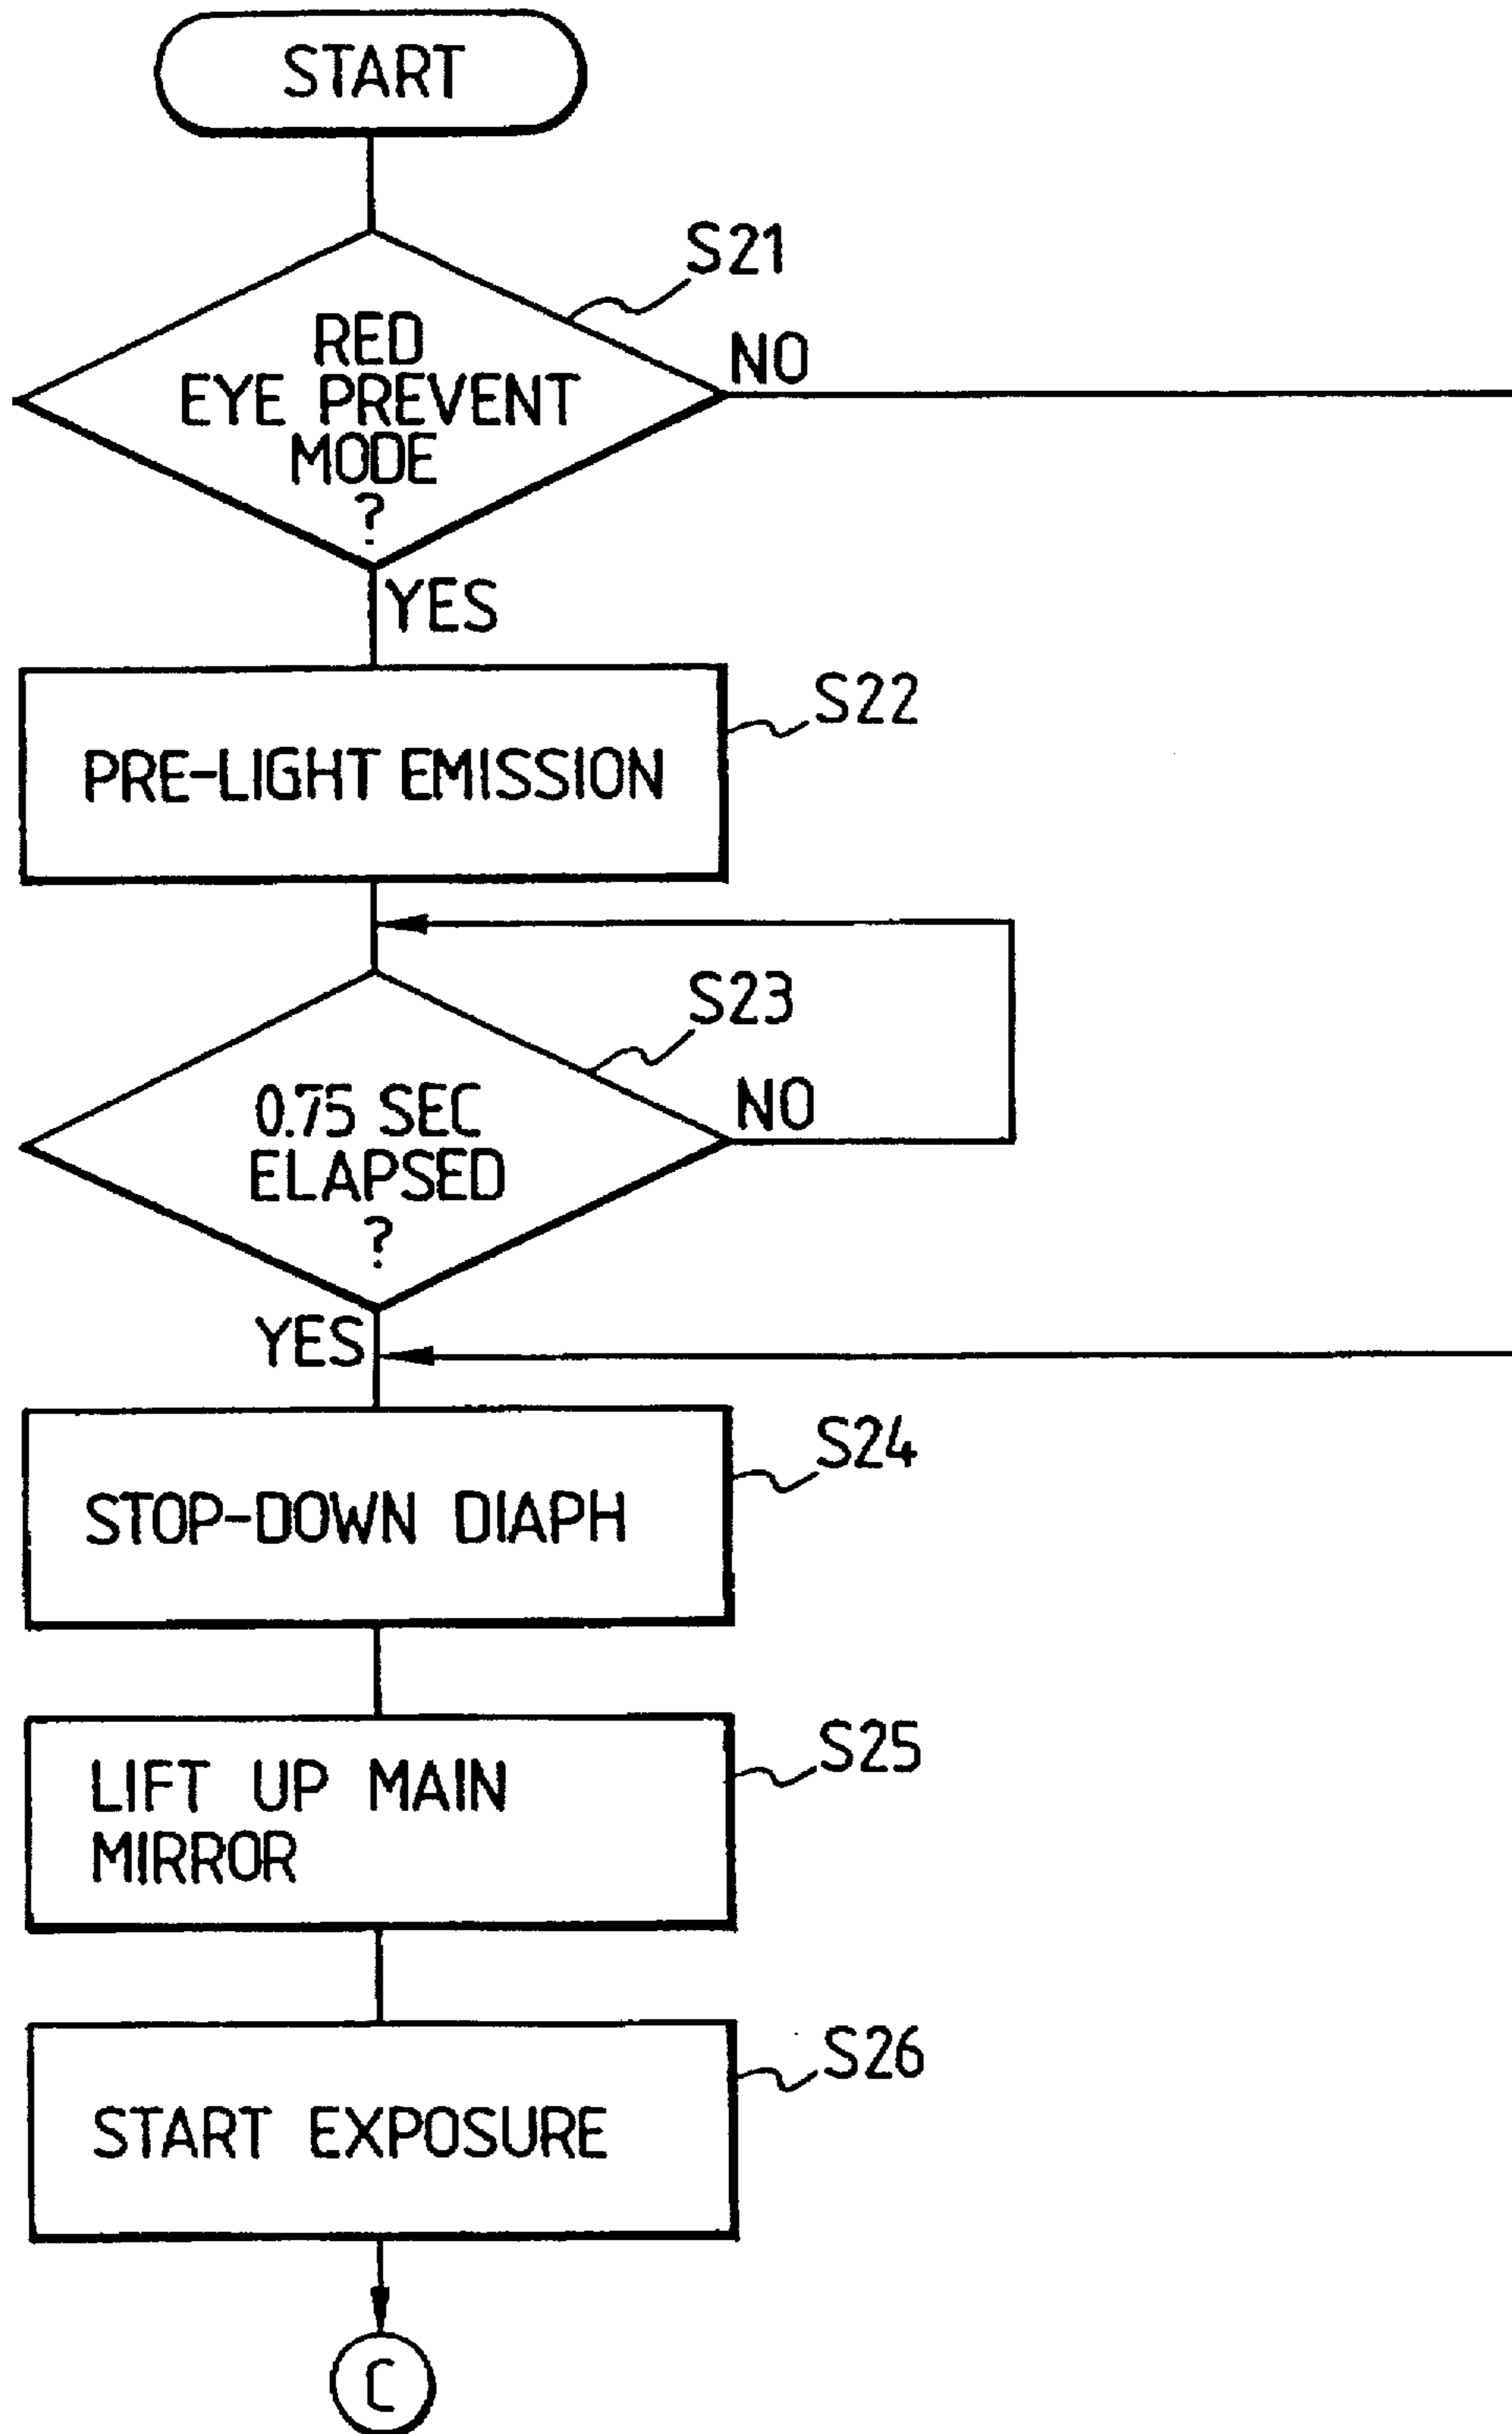 START
S21
RED
EYE PREVENT
MODE
?
NO
YES
S22
PRE-LIGHT EMISSION
S23
0.75 SEC
ELAPSED
?
NO
YES
S24
STOP-DOWN DIAPH
S25
LIFT UP MAIN
MIRROR
S26
START EXPOSURE
C